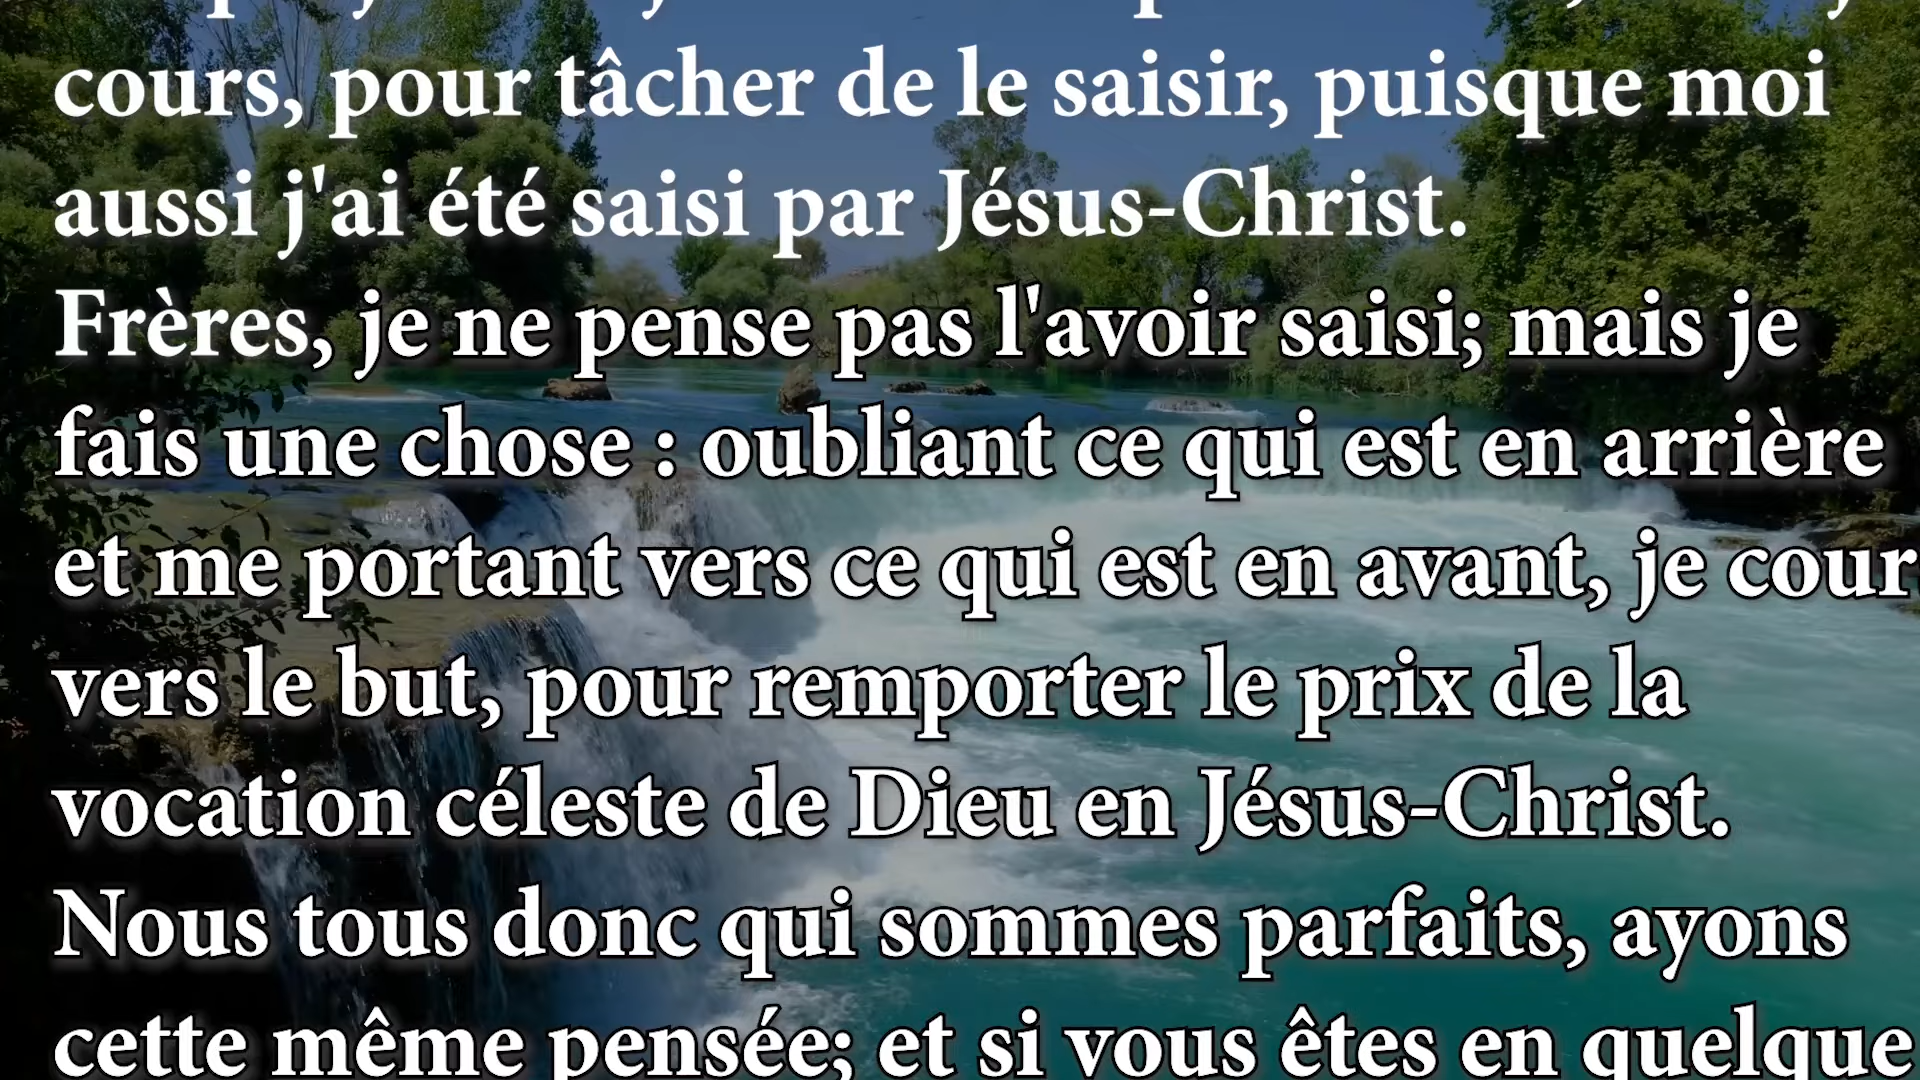 cours, pour tâcher de le saisir, puisque moi
aussi j'ai été saisi par Jésus-Christ.
Frères, je ne pense pas l'avoir saisi; mais je
fais une chose : oubliant ce qui est en arrière
et me portant vers ce qui est en avant, je cour
vers le but, pour remporter le prix de la
vocation céleste de Dieu en Jésus-Christ.
Nous tous donc qui sommes parfaits, ayons
cette même pensée; et si vous êtes en quelque